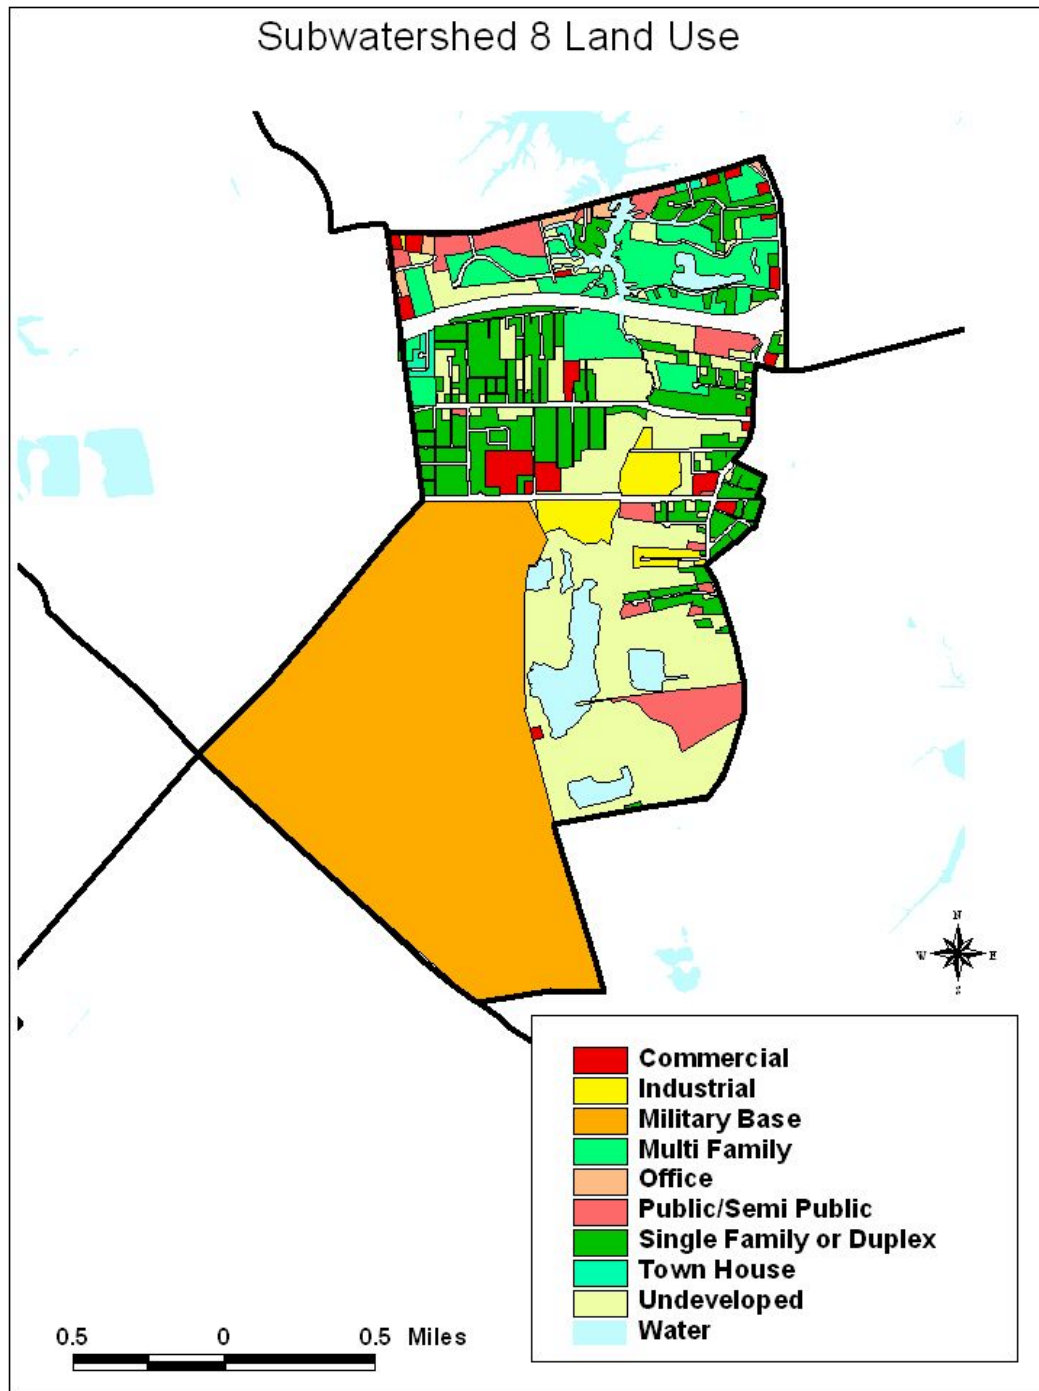 Subwatershed 8 Land Use
N
W E
S
Commercial
Industrial
Military Base
Multi Family
Office
Public/Semi Public
Single Family or Duplex
Town House
Undeveloped
Water
0.5 0 0.5 Miles